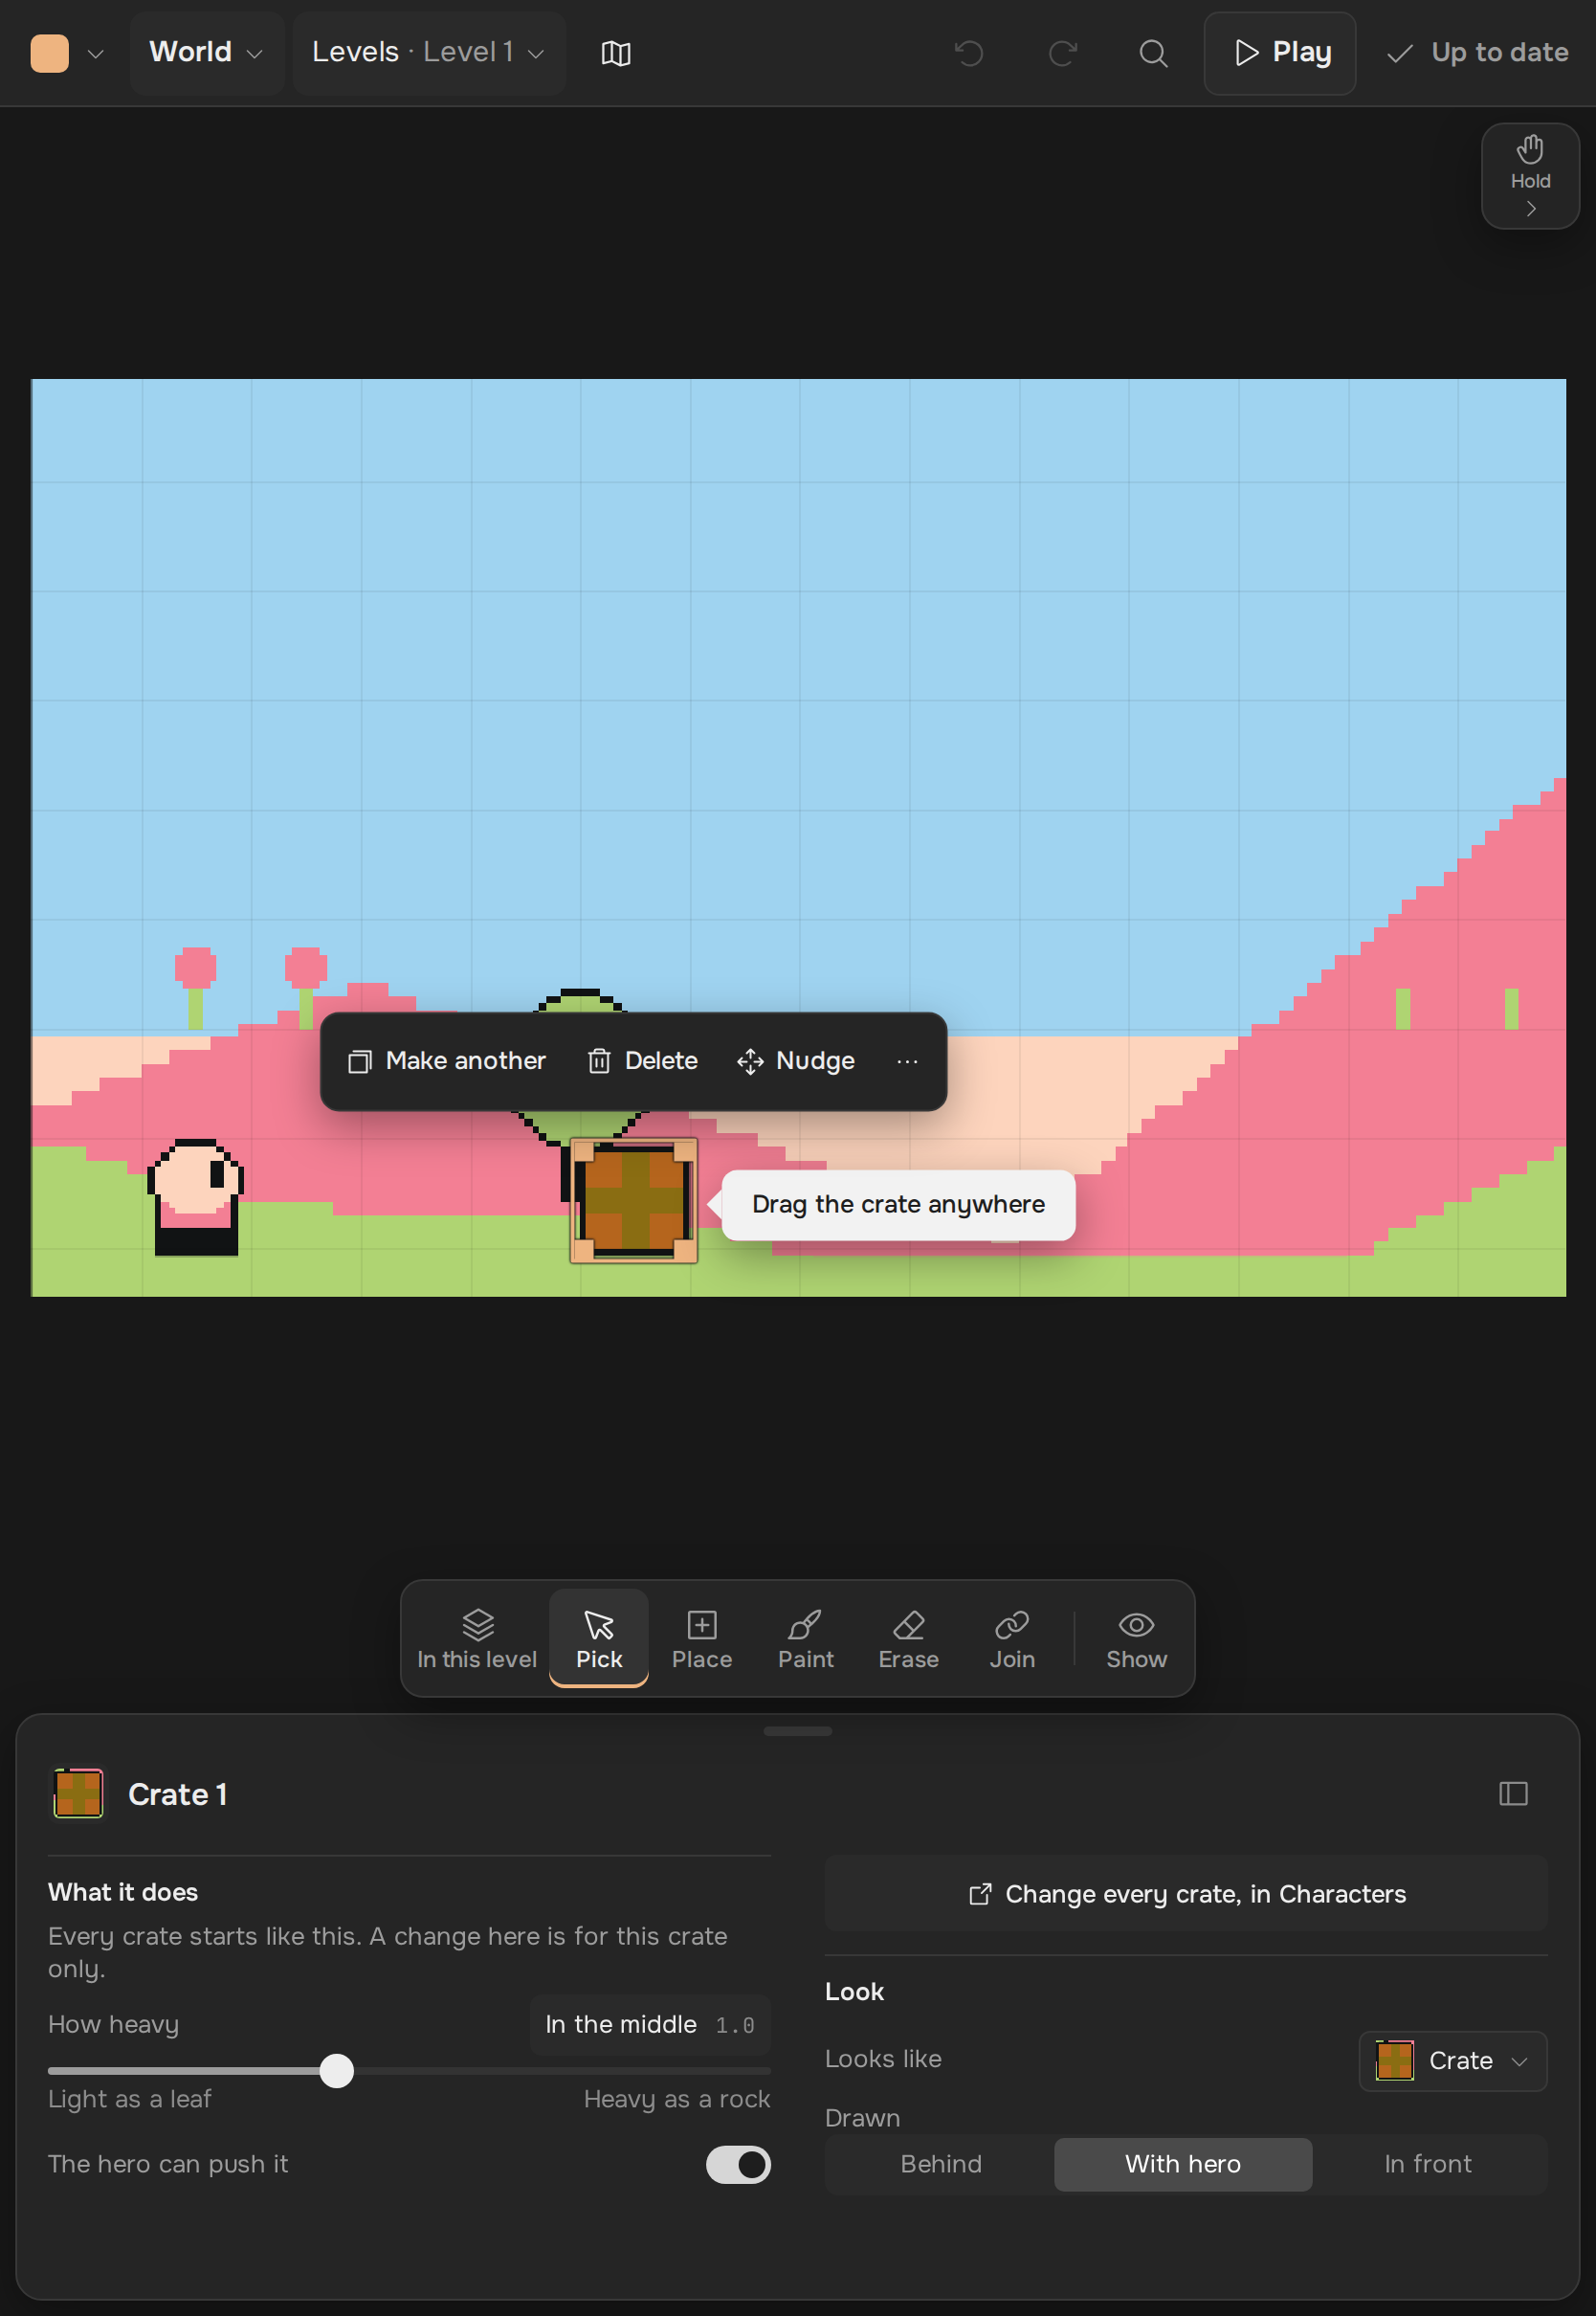 World
Levels · Level 1
Play
Up to date
Hold
Make another
Delete
Nudge
Drag the crate anywhere
In this level
Pick
Place
Paint
Erase
Join
Show
Crate 1
What it does
Every crate starts like this. A change here is for this crate
only.
How heavy
In the middle 1.0
Light as a leaf
Heavy as a rock
The hero can push it
Change every crate, in Characters
Look
Looks like
Crate
Drawn
Behind
With hero
In front